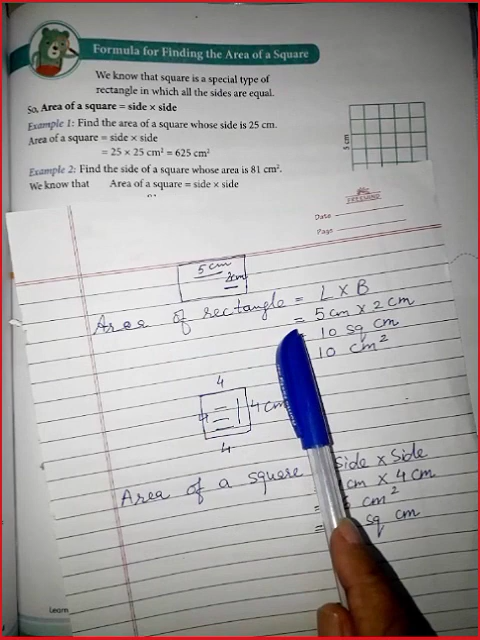 Formula for Finding the Area of a Square
We know that square is a special type of
rectangle in which all the sides are equal.
So, Area of a square = side × side
Example 1: Find the area of a square whose side is 25 cm.
Area of a square = side × side
= 25 × 25 cm² = 625 cm²
5 cm
Example 2: Find the side of a square whose area is 81 cm².
We know that Area of a square = side × side
Date
Page
5 cm
2cm
Area of rectangle = L × B
= 5cm × 2 cm
10 sq cm
10 cm²
4
4
4 cm
4
Area of a squere Side × Side
cm × 4 cm
= cm²
= sq cm
Learn